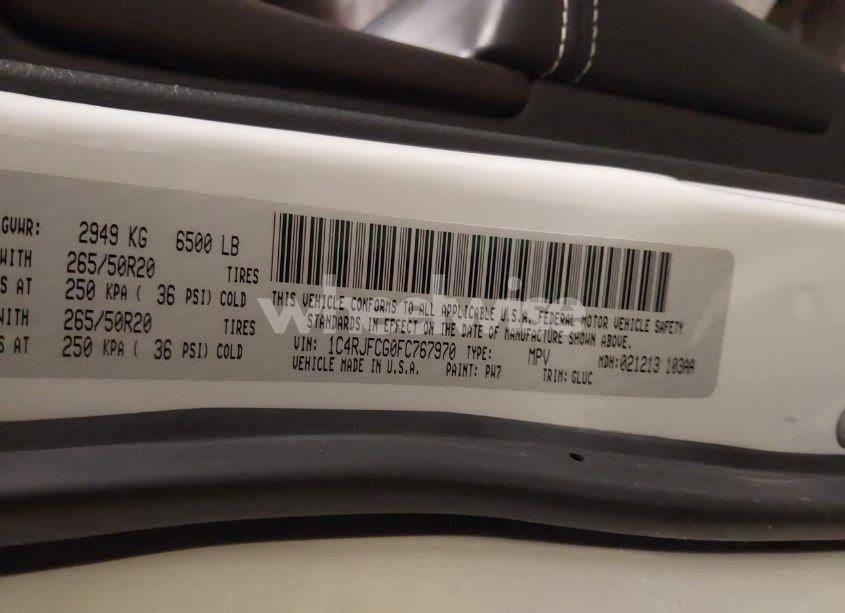 GVWR: 2949 KG 6500 LB
WITH 265/50R20 TIRES
S AT 250 KPA ( 36 PSI) COLD
WITH 265/50R20 TIRES
S AT 250 KPA ( 36 PSI) COLD
THIS VEHICLE CONFORMS TO ALL APPLICABLE U.S.A. FEDERAL MOTOR VEHICLE SAFETY
STANDARDS IN EFFECT ON THE DATE OF MANUFACTURE SHOWN ABOVE.
VIN: 1C4RJFCG0FC767970 TYPE: MPV MDH:021213 103AA
VEHICLE MADE IN U.S.A. PAINT: PW7 TRIM: GLUC
wheelwise